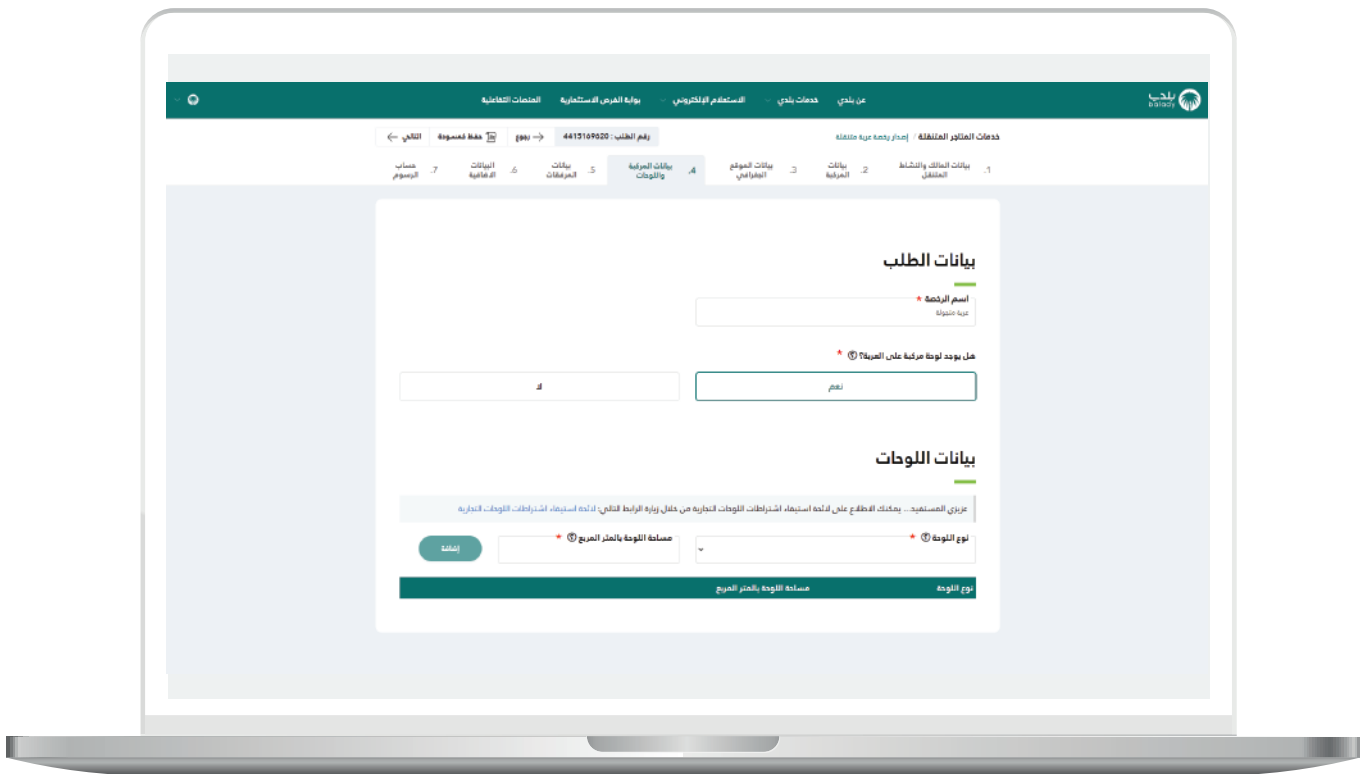 بلدي
balady
عن بلدي
خدمات بلدي
الاستعلام الإلكتروني
بوابة الفرص الاستثمارية
المنصات التفاعلية
خدمات المتاجر المتنقلة / إصدار رخصة عربة متنقلة
رقم الطلب : 4415169620
رجوع
حفظ كمسودة
التالي
1. بيانات المالك والنشاط المتنقل
2. بيانات المركبة
3. بيانات الموقع الجغرافي
4. بيانات المركبة واللوحات
5. بيانات المرفقات
6. البيانات الاضافية
7. حساب الرسوم
بيانات الطلب
اسم الرخصة *
عربة متجولة
هل يوجد لوحة مركبة على العربة؟ *
نعم
لا
بيانات اللوحات
عزيزي المستفيد... يمكنك الاطلاع على لائحة استيفاء اشتراطات اللوحات التجارية من خلال زيارة الرابط التالي: لائحة استيفاء اشتراطات اللوحات التجارية
نوع اللوحة *
مساحة اللوحة بالمتر المربع *
إضافة
نوع اللوحة
مساحة اللوحة بالمتر المربع